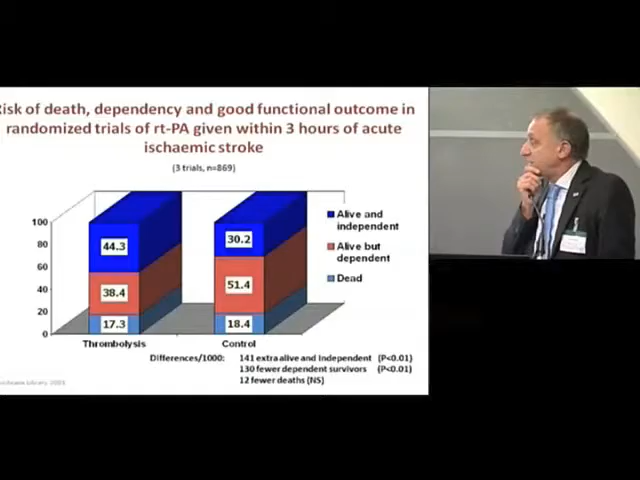 Risk of death, dependency and good functional outcome in
randomized trials of rt-PA given within 3 hours of acute
ischaemic stroke
(3 trials, n=869)
100
80
60
40
20
0
44.3
38.4
17.3
30.2
51.4
18.4
Thrombolysis
Control
Alive and
independent
Alive but
dependent
Dead
Differences/1000: 141 extra alive and independent (P<0.01)
130 fewer dependent survivors (P<0.01)
12 fewer deaths (NS)
Library